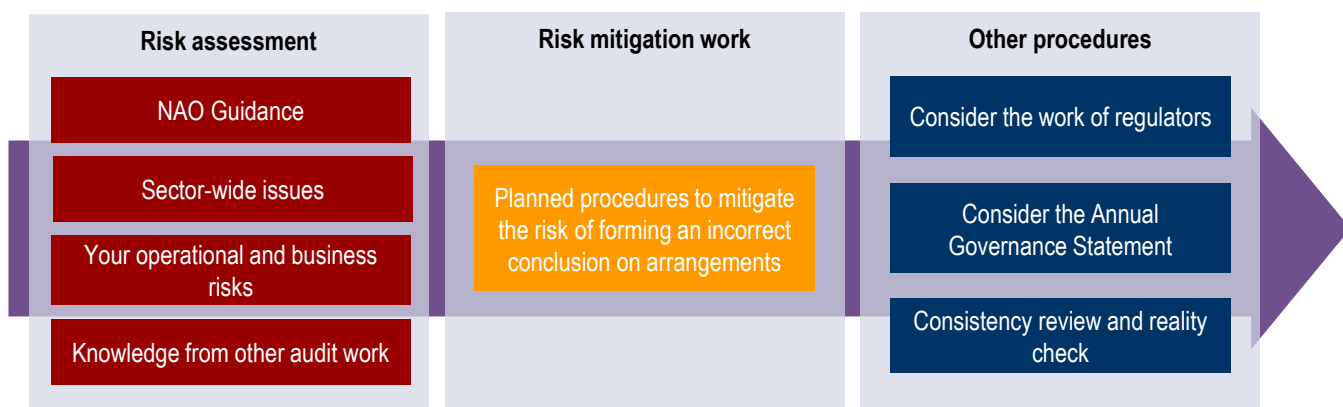 Risk assessment
NAO Guidance
Sector-wide issues
Your operational and business
risks
Knowledge from other audit work
Risk mitigation work
Planned procedures to mitigate
the risk of forming an incorrect
conclusion on arrangements
Other procedures
Consider the work of regulators
Consider the Annual
Governance Statement
Consistency review and reality
check